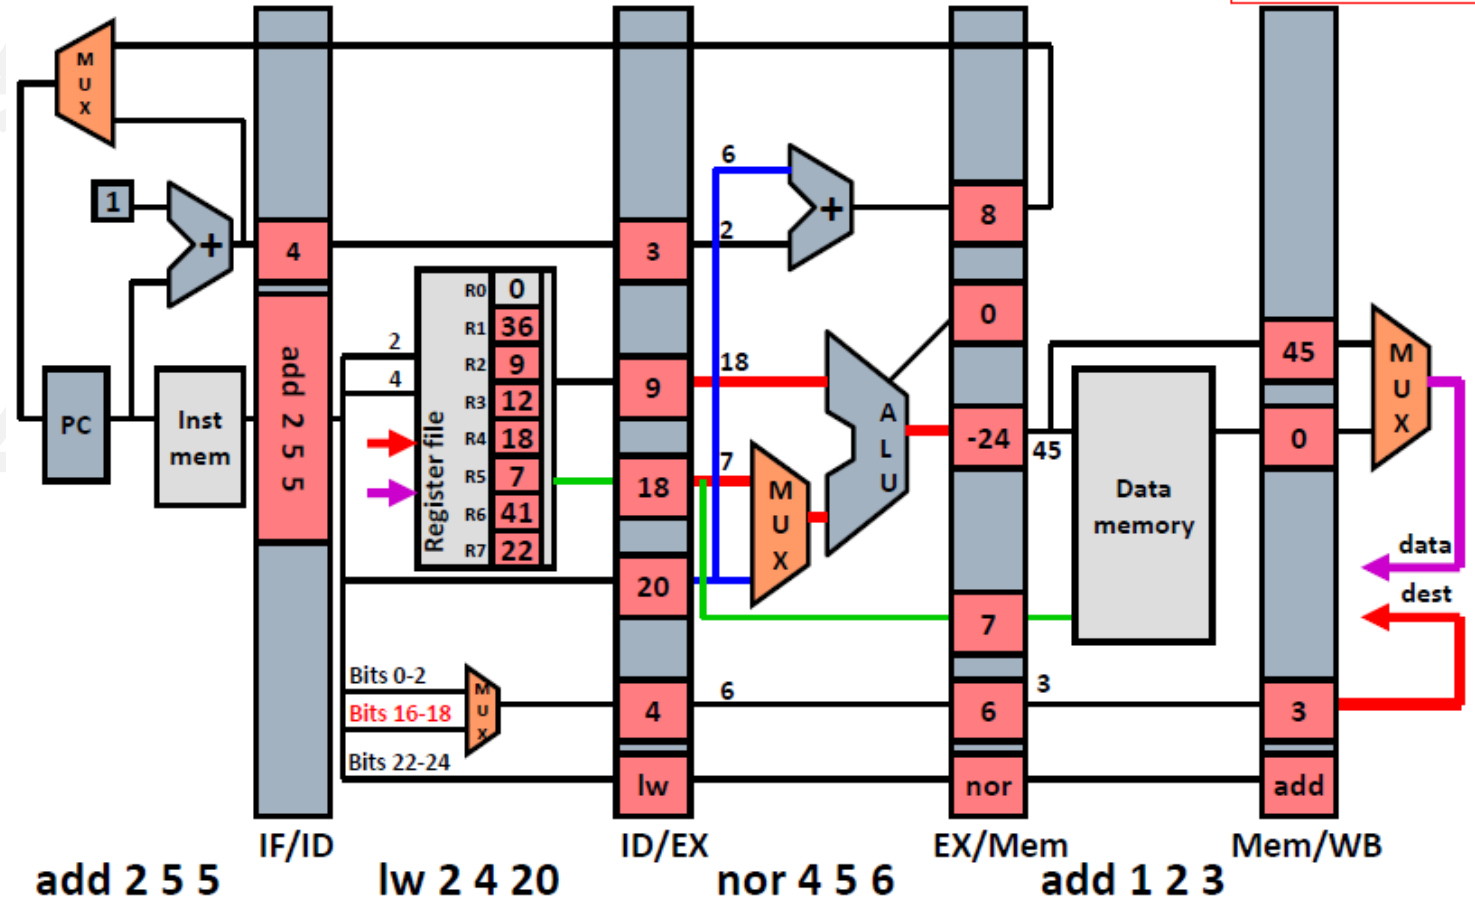 M
U
X
1
+
4
add 2 5 5
PC
Inst
mem
2
4
Register file
R0 0
R1 36
R2 9
R3 12
R4 18
R5 7
R6 41
R7 22
Bits 0-2
Bits 16-18
Bits 22-24
M
U
X
3
9
18
20
4
lw
6
2
18
7
6
+
M
U
X
A
L
U
8
0
-24
7
6
nor
45
3
Data
memory
45
0
3
add
M
U
X
data
dest
IF/ID
ID/EX
EX/Mem
Mem/WB
add 2 5 5
lw 2 4 20
nor 4 5 6
add 1 2 3